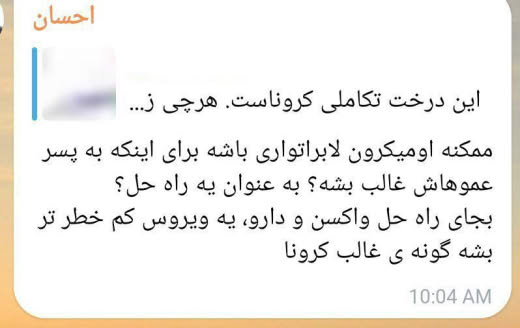 احسان
این درخت تکاملی کروناست. هرچی ز...
ممکنه اومیکرون لابراتواری باشه برای اینکه به پسر
عموهاش غالب بشه؟ به عنوان یه راه حل؟
بجای راه حل واکسن و دارو، یه ویروس کم خطر تر
بشه گونه ی غالب کرونا
10:04 AM